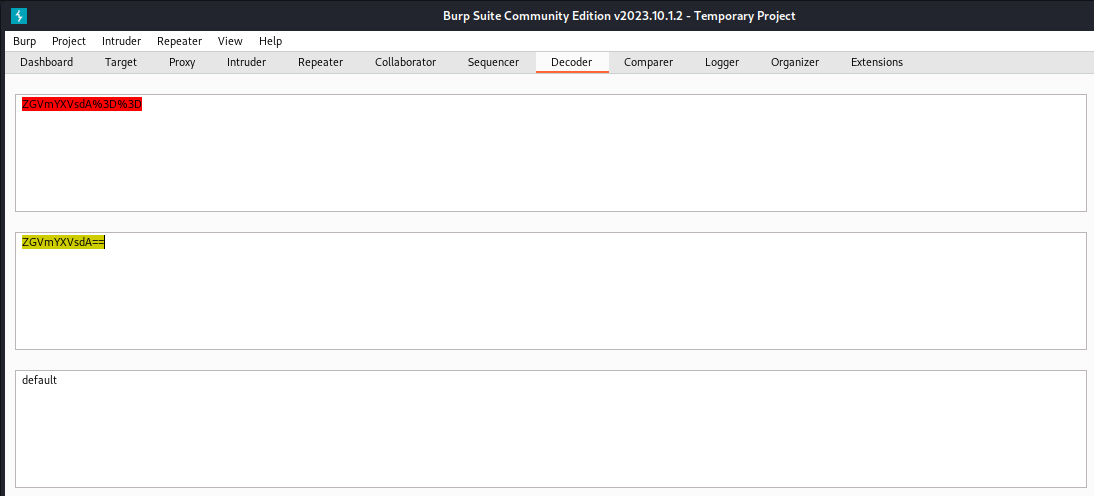 Burp Suite Community Edition v2023.10.1.2 - Temporary Project
Burp Project Intruder Repeater View Help
Dashboard Target Proxy Intruder Repeater Collaborator Sequencer Decoder Comparer Logger Organizer Extensions
ZGVmYXVsdA%3D%3D
ZGVmYXVsdA==
default